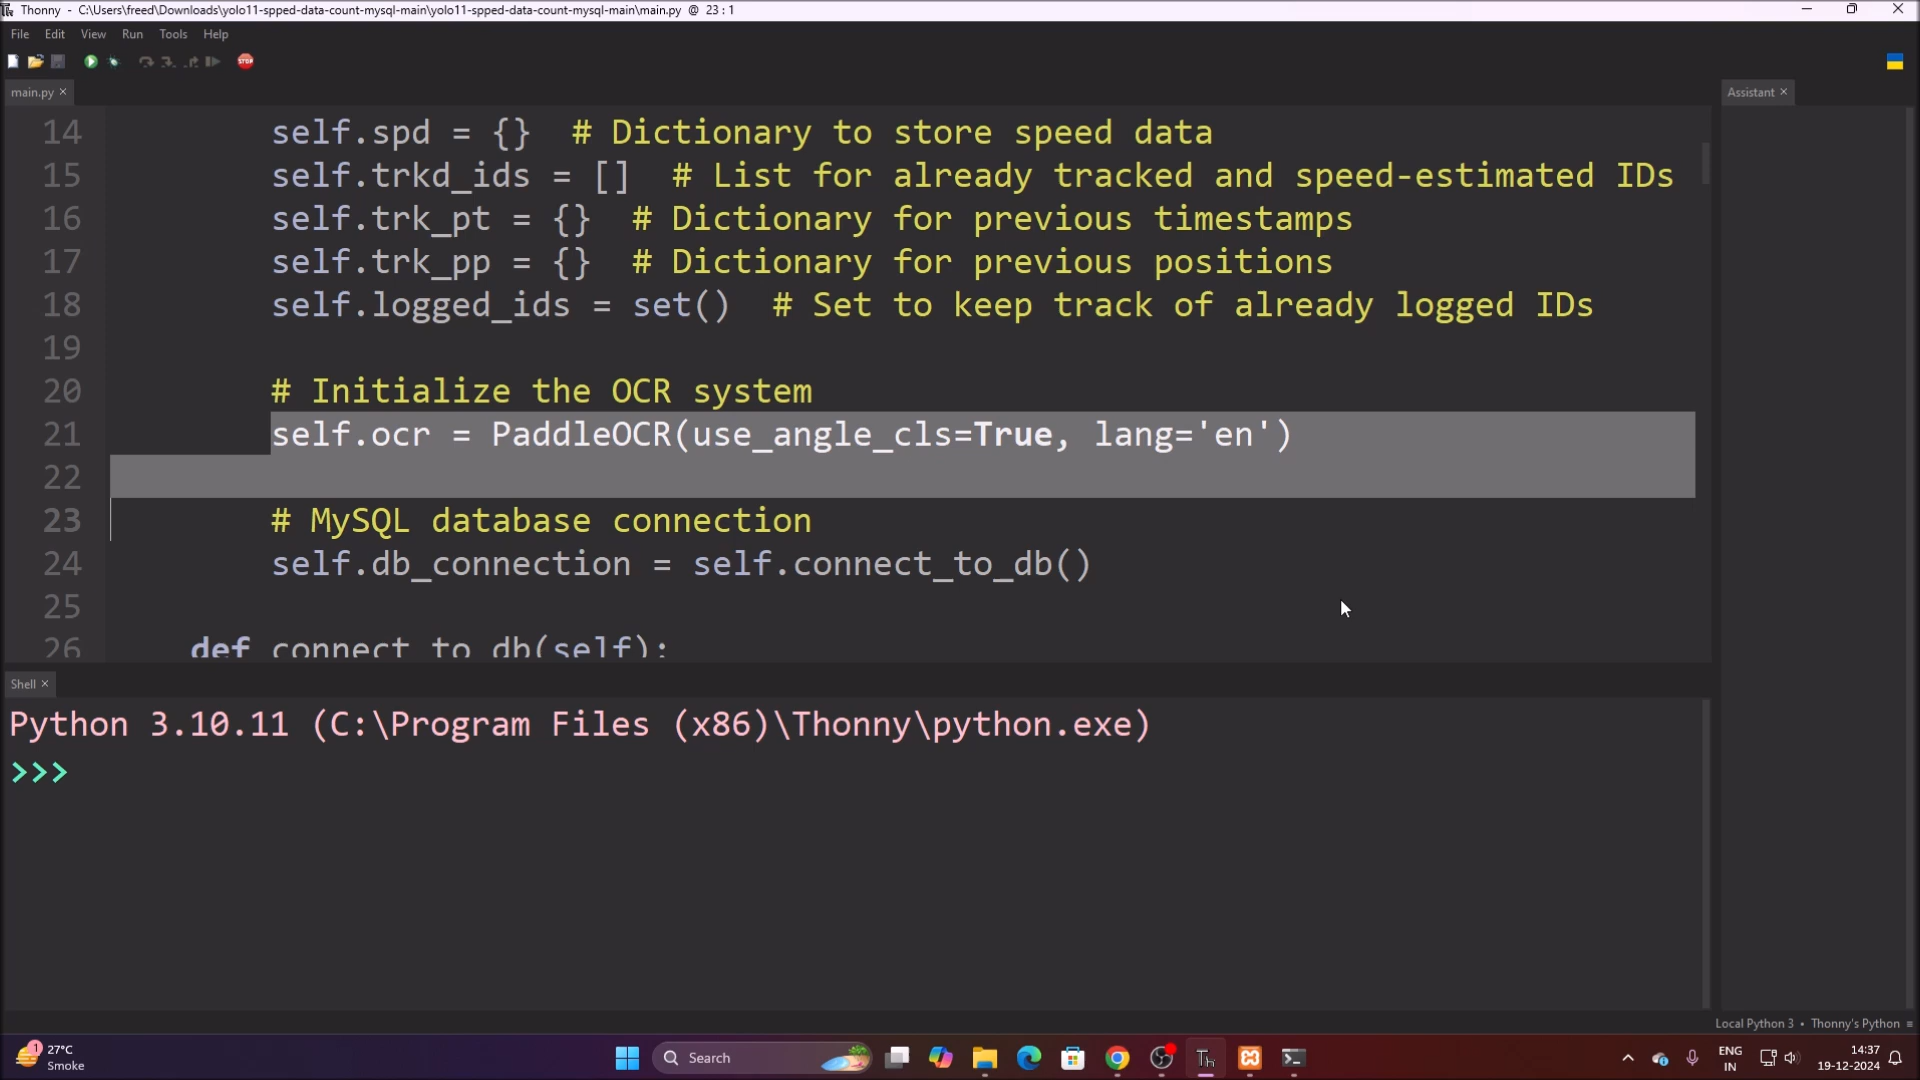 Thonny - C:\Users\freed\Downloads\yolo11-spped-data-count-mysql-main\yolo11-spped-data-count-mysql-main\main.py @ 23 : 1
File Edit View Run Tools Help
STOP
main.py × Assistant ×
14 self.spd = {} # Dictionary to store speed data
15 self.trkd_ids = [] # List for already tracked and speed-estimated IDs
16 self.trk_pt = {} # Dictionary for previous timestamps
17 self.trk_pp = {} # Dictionary for previous positions
18 self.logged_ids = set() # Set to keep track of already logged IDs
19
20 # Initialize the OCR system
21 self.ocr = PaddleOCR(use_angle_cls=True, lang='en')
22
23 # MySQL database connection
24 self.db_connection = self.connect_to_db()
25
26 def connect_to_db(self):
Shell ×
Python 3.10.11 (C:\Program Files (x86)\Thonny\python.exe)
>>>
Local Python 3 • Thonny's Python ≡
1 27°C
Smoke
Search
Th
ENG
IN
14:37
19-12-2024